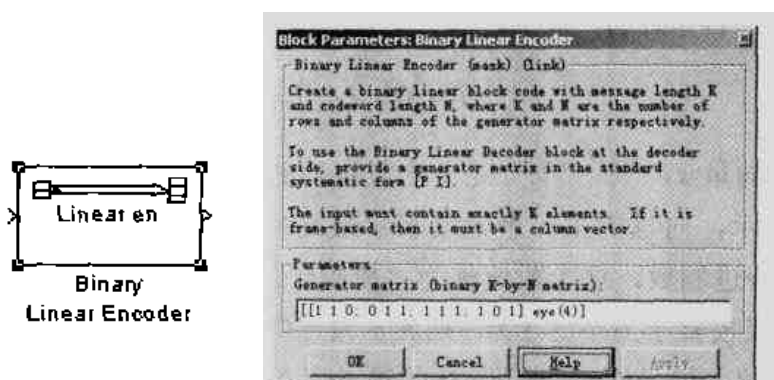 Linear en
Binary
Linear Encoder
Block Parameters: Binary Linear Encoder
Binary Linear Encoder (mask) (link)
Create a binary linear block code with message length K
and codeword length N, where K and N are the number of
rows and columns of the generator matrix respectively.
To use the Binary Linear Decoder block at the decoder
side, provide a generator matrix in the standard
systematic form [P I]
The input must contain exactly K elements. If it is
frame-based, then it must be a column vector.
Parameters
Generator matrix (binary K-by-N matrix):
[[1 1 0; 0 1 1; 1 1 1; 1 0 1] eye(4)]
OK Cancel Help Apply